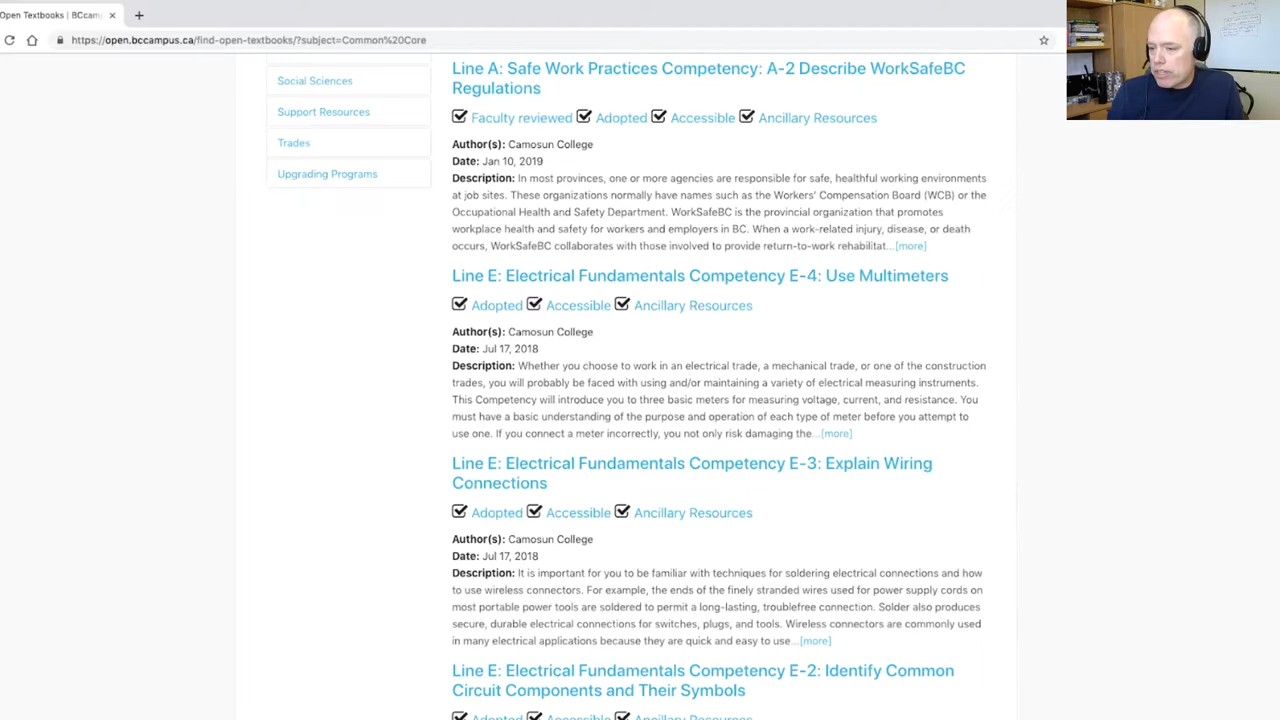 Open Textbooks | BCcam
https://open.bccampus.ca/find-open-textbooks/?subject=Common%20Core
Social Sciences
Support Resources
Trades
Upgrading Programs
Line A: Safe Work Practices Competency: A-2 Describe WorkSafeBC
Regulations
Faculty reviewed Adopted Accessible Ancillary Resources
Author(s): Camosun College
Date: Jan 10, 2019
Description: In most provinces, one or more agencies are responsible for safe, healthful working environments
at job sites. These organizations normally have names such as the Workers' Compensation Board (WCB) or the
Occupational Health and Safety Department. WorkSafeBC is the provincial organization that promotes
workplace health and safety for workers and employers in BC. When a work-related injury, disease, or death
occurs, WorkSafeBC collaborates with those involved to provide return-to-work rehabilitat...[more]
Line E: Electrical Fundamentals Competency E-4: Use Multimeters
Adopted Accessible Ancillary Resources
Author(s): Camosun College
Date: Jul 17, 2018
Description: Whether you choose to work in an electrical trade, a mechanical trade, or one of the construction
trades, you will probably be faced with using and/or maintaining a variety of electrical measuring instruments.
This Competency will introduce you to three basic meters for measuring voltage, current, and resistance. You
must have a basic understanding of the purpose and operation of each type of meter before you attempt to
use one. If you connect a meter incorrectly, you not only risk damaging the...[more]
Line E: Electrical Fundamentals Competency E-3: Explain Wiring
Connections
Adopted Accessible Ancillary Resources
Author(s): Camosun College
Date: Jul 17, 2018
Description: It is important for you to be familiar with techniques for soldering electrical connections and how
to use wireless connectors. For example, the ends of the finely stranded wires used for power supply cords on
most portable power tools are soldered to permit a long-lasting, troublefree connection. Solder also produces
secure, durable electrical connections for switches, plugs, and tools. Wireless connectors are commonly used
in many electrical applications because they are quick and easy to use...[more]
Line E: Electrical Fundamentals Competency E-2: Identify Common
Circuit Components and Their Symbols
Adopted Accessible Ancillary Resources